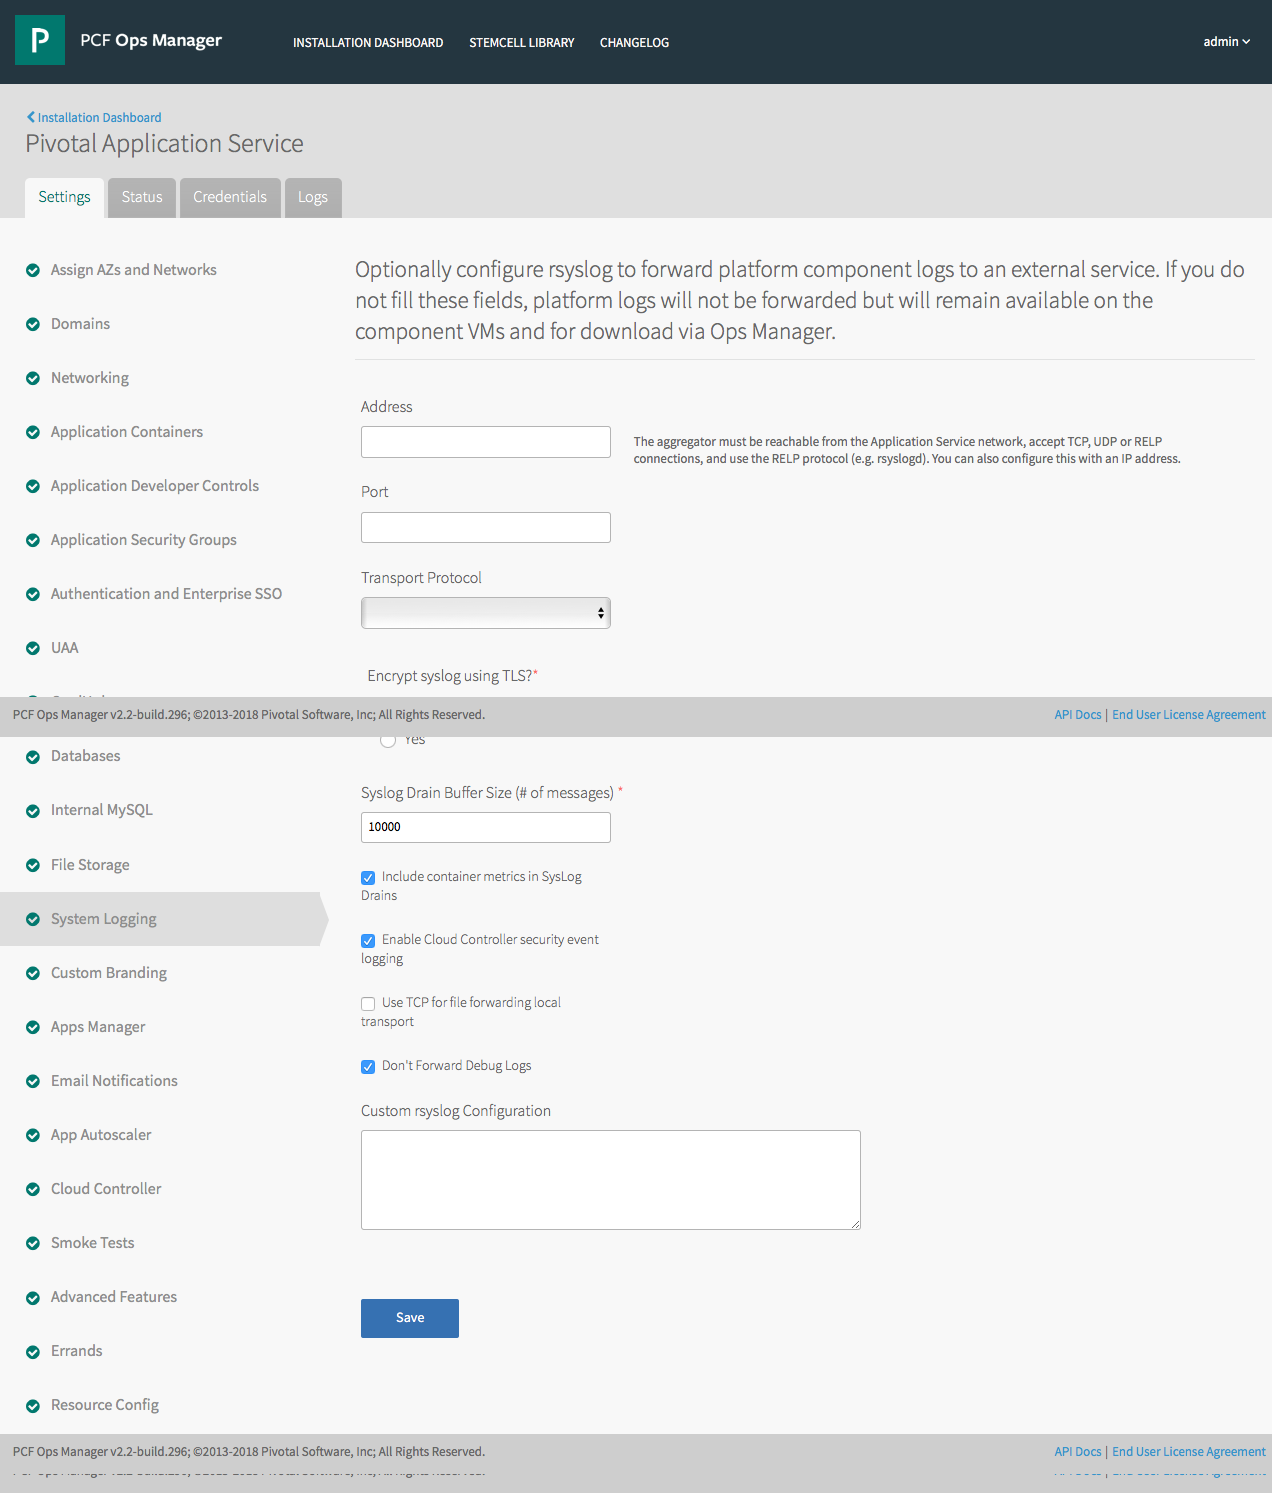 P
PCF Ops Manager
INSTALLATION DASHBOARD
STEMCELL LIBRARY
CHANGELOG
admin
Installation Dashboard
Pivotal Application Service
Settings
Status
Credentials
Logs
Assign AZs and Networks
Domains
Networking
Application Containers
Application Developer Controls
Application Security Groups
Authentication and Enterprise SSO
UAA
Optionally configure rsyslog to forward platform component logs to an external service. If you do
not fill these fields, platform logs will not be forwarded but will remain available on the
component VMs and for download via Ops Manager.
Address
The aggregator must be reachable from the Application Service network, accept TCP, UDP or RELP
connections, and use the RELP protocol (e.g. rsyslogd). You can also configure this with an IP address.
Port
Transport Protocol
Encrypt syslog using TLS?*
PCF Ops Manager v2.2-build.296; ©2013-2018 Pivotal Software, Inc; All Rights Reserved.
API Docs | End User License Agreement
Yes
Databases
Internal MySQL
File Storage
System Logging
Custom Branding
Apps Manager
Email Notifications
App Autoscaler
Cloud Controller
Smoke Tests
Advanced Features
Errands
Resource Config
Syslog Drain Buffer Size (# of messages) *
10000
Include container metrics in SysLog
Drains
Enable Cloud Controller security event
logging
Use TCP for file forwarding local
transport
Don't Forward Debug Logs
Custom rsyslog Configuration
Save
PCF Ops Manager v2.2-build.296; ©2013-2018 Pivotal Software, Inc; All Rights Reserved.
API Docs | End User License Agreement